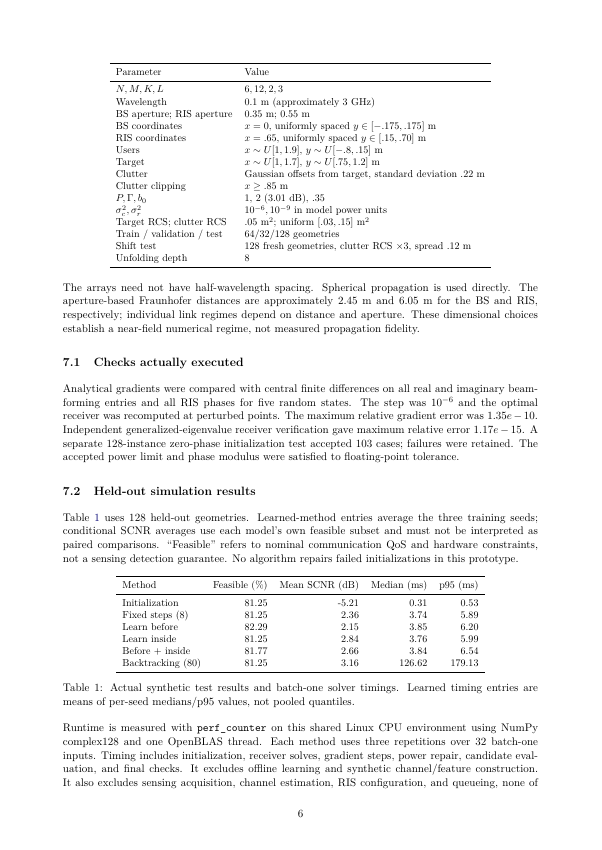 Parameter Value
N, M, K, L 6, 12, 2, 3
Wavelength 0.1 m (approximately 3 GHz)
BS aperture; RIS aperture 0.35 m; 0.55 m
BS coordinates x = 0, uniformly spaced y ∈ [−.175, .175] m
RIS coordinates x = .65, uniformly spaced y ∈ [.15, .70] m
Users x ∼ U[1, 1.9], y ∼ U[−.8, .15] m
Target x ∼ U[1, 1.7], y ∼ U[.75, 1.2] m
Clutter Gaussian offsets from target, standard deviation .22 m
Clutter clipping x ≥ .85 m
P, Γ, b₀ 1, 2 (3.01 dB), .35
σ²_c, σ²_r 10⁻⁶, 10⁻⁹ in model power units
Target RCS; clutter RCS .05 m²; uniform [.03, .15] m²
Train / validation / test 64/32/128 geometries
Shift test 128 fresh geometries, clutter RCS ×3, spread .12 m
Unfolding depth 8
The arrays need not have half-wavelength spacing. Spherical propagation is used directly. The
aperture-based Fraunhofer distances are approximately 2.45 m and 6.05 m for the BS and RIS,
respectively; individual link regimes depend on distance and aperture. These dimensional choices
establish a near-field numerical regime, not measured propagation fidelity.
7.1 Checks actually executed
Analytical gradients were compared with central finite differences on all real and imaginary beam-
forming entries and all RIS phases for five random states. The step was 10⁻⁶ and the optimal
receiver was recomputed at perturbed points. The maximum relative gradient error was 1.35e − 10.
Independent generalized-eigenvalue receiver verification gave maximum relative error 1.17e − 15. A
separate 128-instance zero-phase initialization test accepted 103 cases; failures were retained. The
accepted power limit and phase modulus were satisfied to floating-point tolerance.
7.2 Held-out simulation results
Table 1 uses 128 held-out geometries. Learned-method entries average the three training seeds;
conditional SCNR averages use each model's own feasible subset and must not be interpreted as
paired comparisons. "Feasible" refers to nominal communication QoS and hardware constraints,
not a sensing detection guarantee. No algorithm repairs failed initializations in this prototype.
Method Feasible (%) Mean SCNR (dB) Median (ms) p95 (ms)
Initialization 81.25 -5.21 0.31 0.53
Fixed steps (8) 81.25 2.36 3.74 5.89
Learn before 82.29 2.15 3.85 6.20
Learn inside 81.25 2.84 3.76 5.99
Before + inside 81.77 2.66 3.84 6.54
Backtracking (80) 81.25 3.16 126.62 179.13
Table 1: Actual synthetic test results and batch-one solver timings. Learned timing entries are
means of per-seed medians/p95 values, not pooled quantiles.
Runtime is measured with perf_counter on this shared Linux CPU environment using NumPy
complex128 and one OpenBLAS thread. Each method uses three repetitions over 32 batch-one
inputs. Timing includes initialization, receiver solves, gradient steps, power repair, candidate eval-
uation, and final checks. It excludes offline learning and synthetic channel/feature construction.
It also excludes sensing acquisition, channel estimation, RIS configuration, and queueing, none of
6